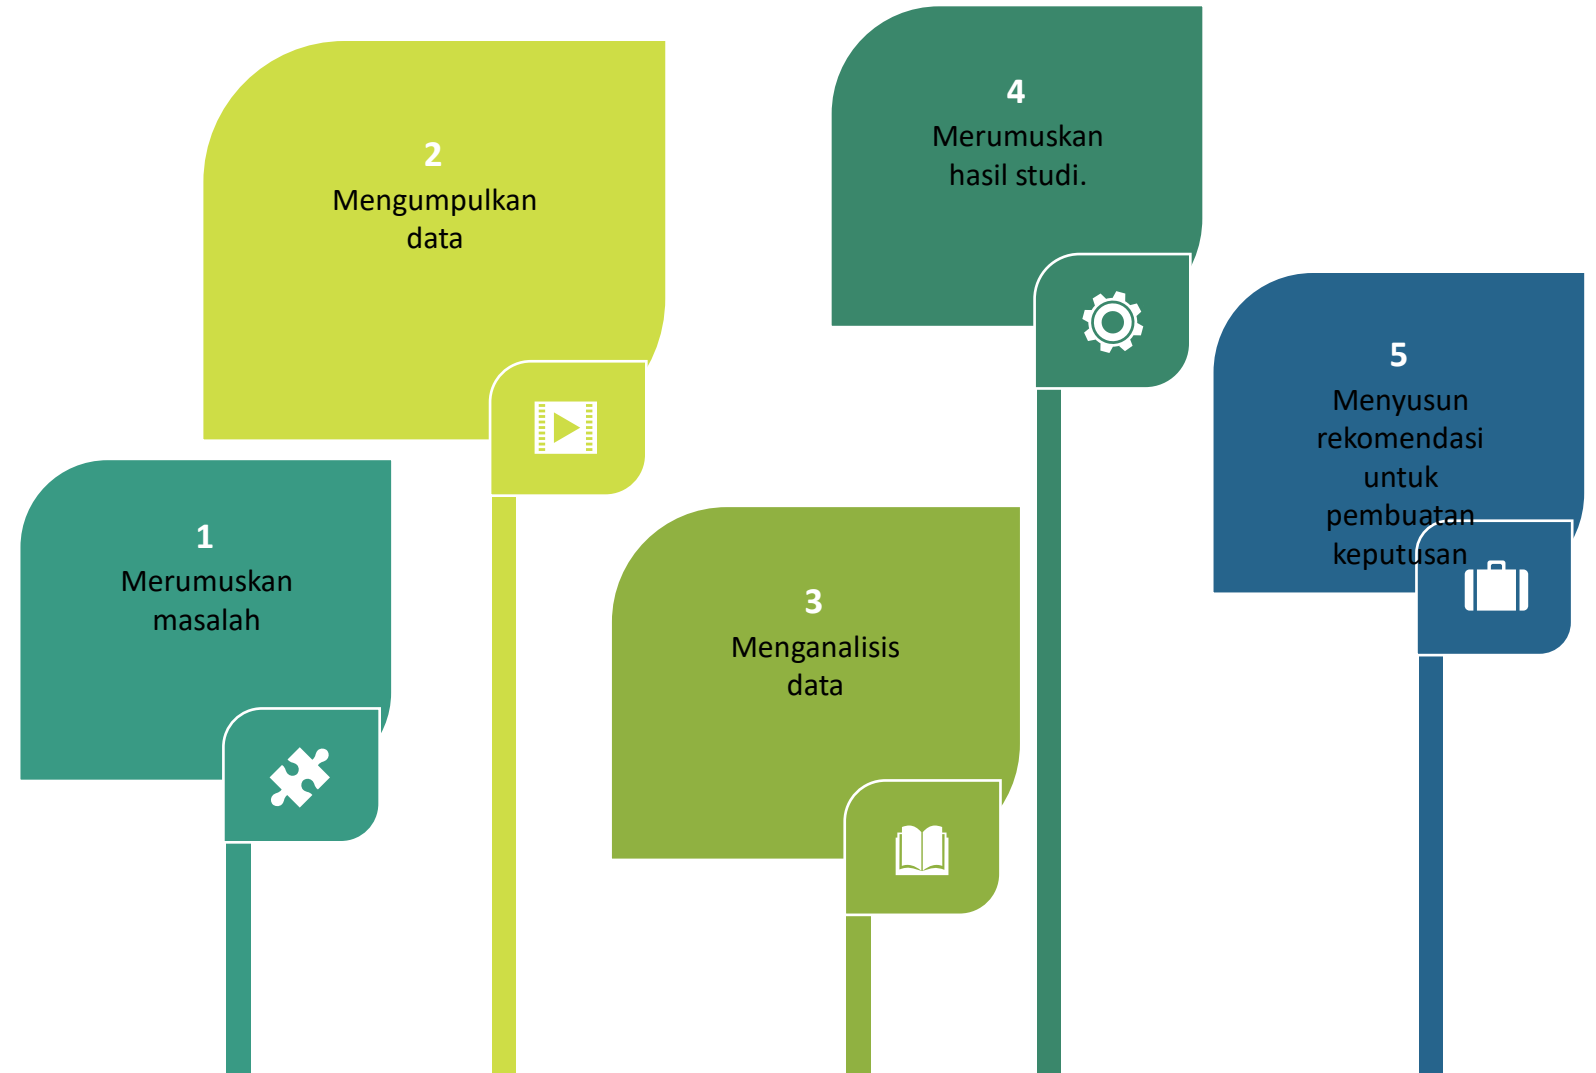 1
Merumuskan
masalah
2
Mengumpulkan
data
3
Menganalisis
data
4
Merumuskan
hasil studi.
5
Menyusun
rekomendasi
untuk
pembuatan
keputusan